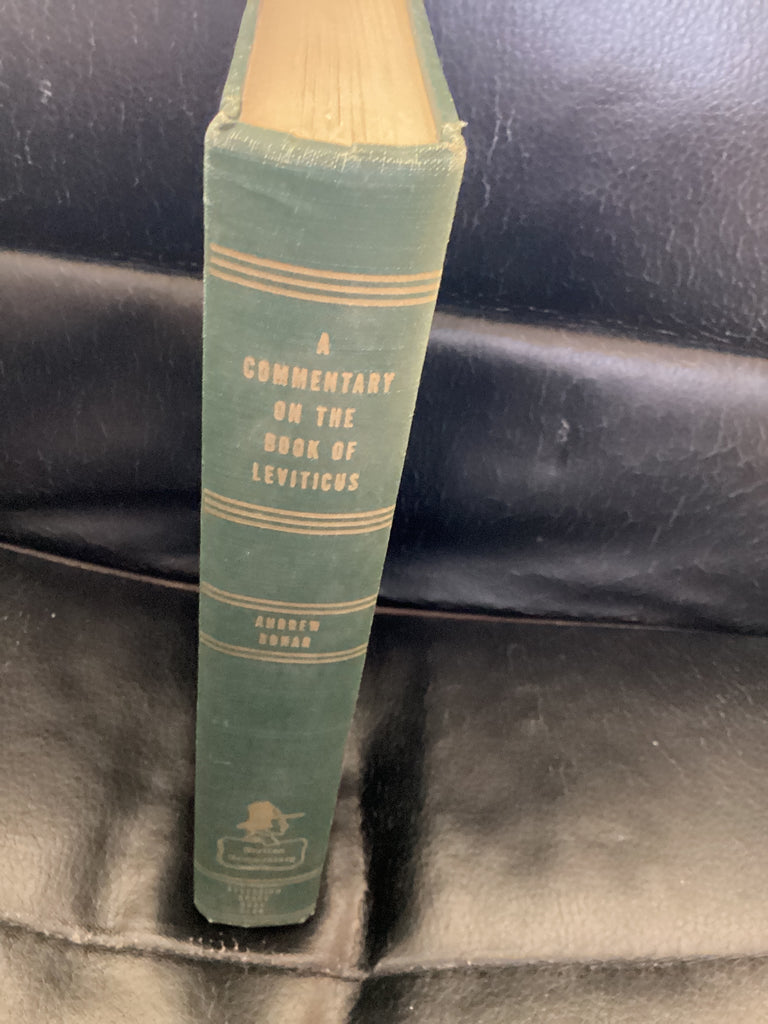 A
COMMENTARY
ON THE
BOOK OF
LEVITICUS
ANDREW
BONAR